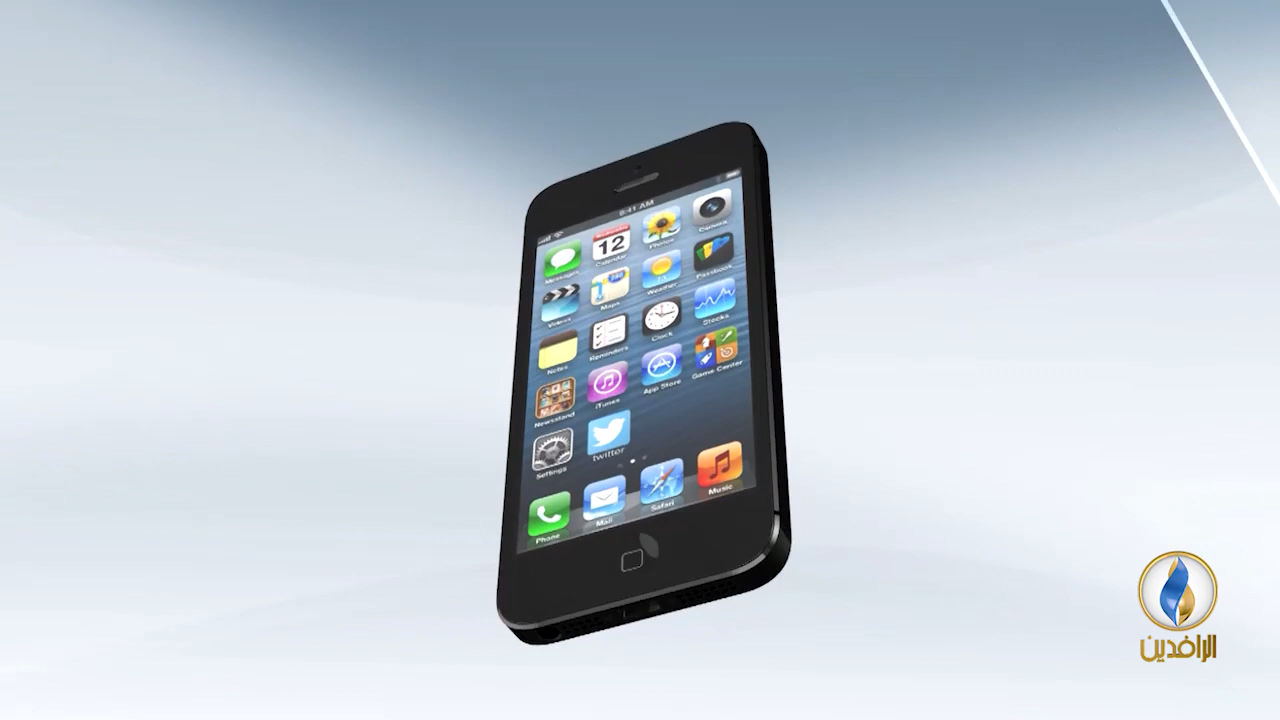 9:41 AM
Messages
Wednesday
12
Calendar
Photos
Camera
Videos
Maps
Weather
Passbook
Notes
Reminders
Clock
Stocks
Newsstand
iTunes
App Store
Game Center
Settings
twitter
Phone
Mail
Safari
Music
الرافدين